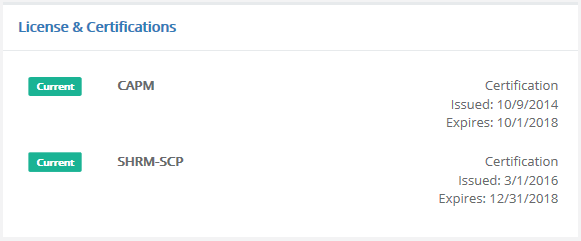 License & Certifications
Current CAPM Certification
Issued: 10/9/2014
Expires: 10/1/2018
Current SHRM-SCP Certification
Issued: 3/1/2016
Expires: 12/31/2018